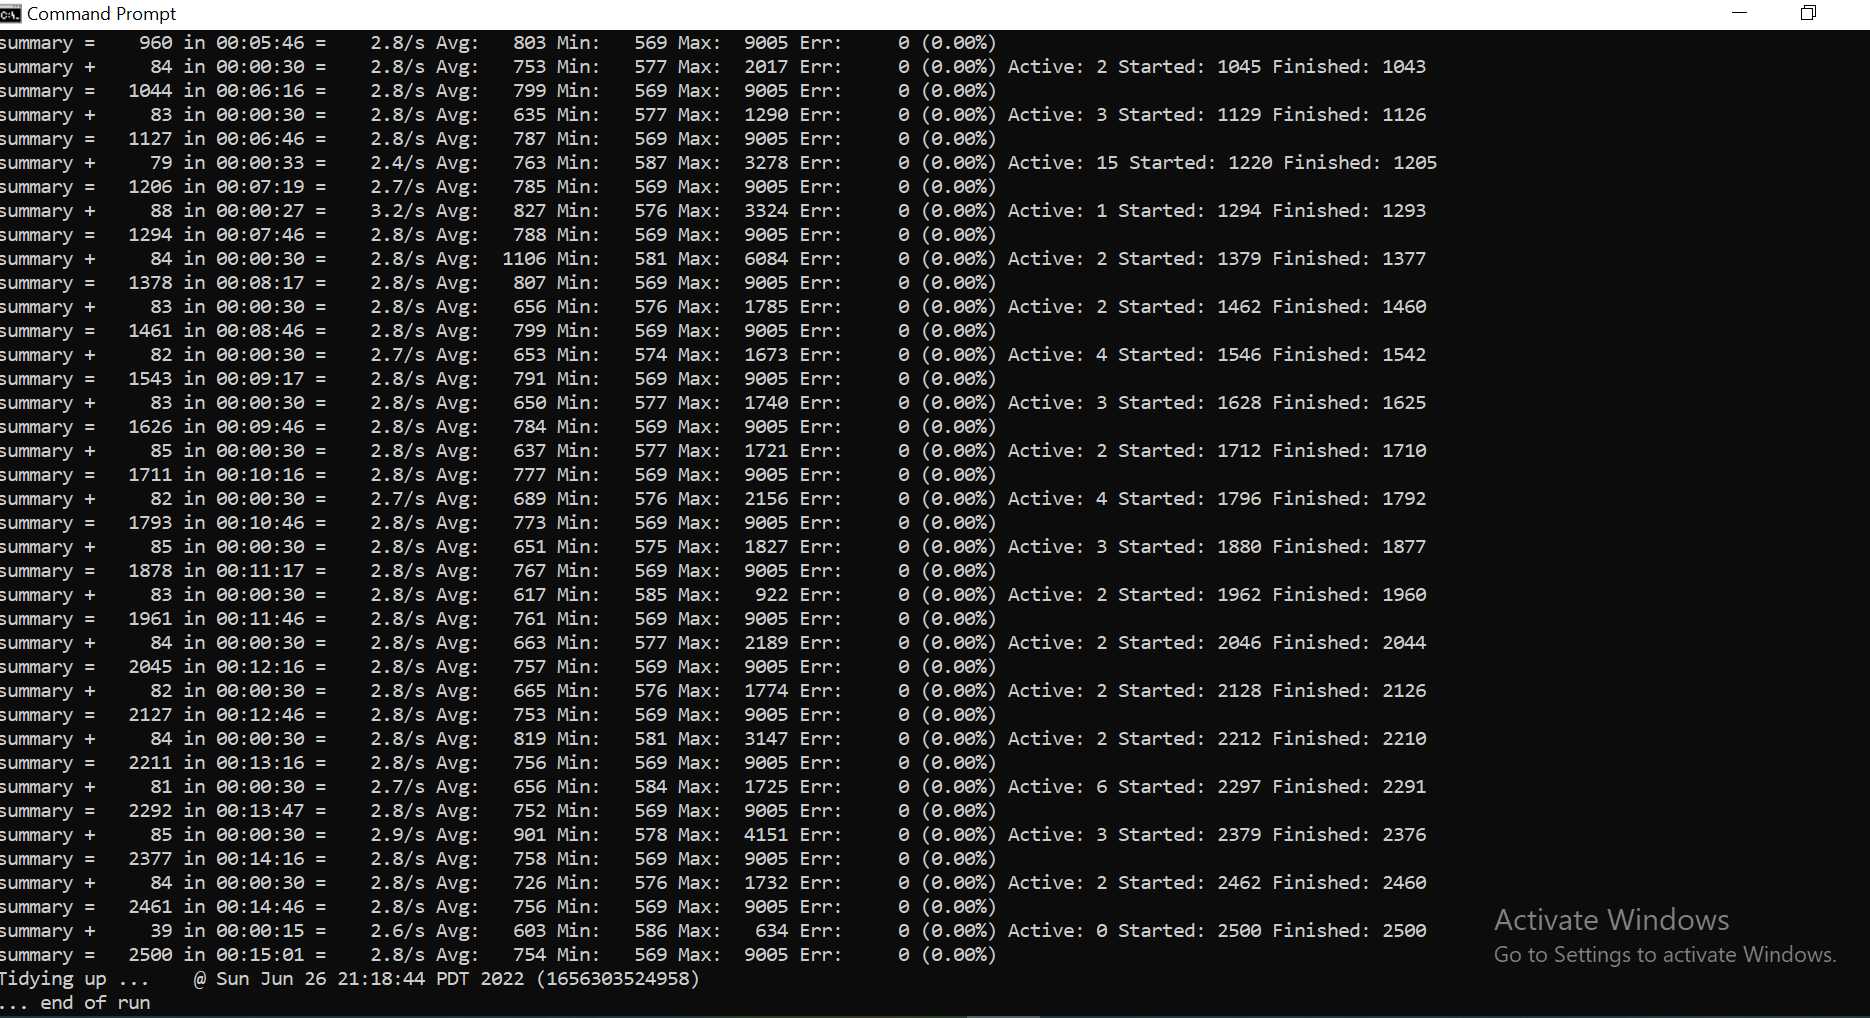 Command Prompt
summary =    960 in 00:05:46 =    2.8/s Avg:   803 Min:   569 Max:  9005 Err:     0 (0.00%)
summary +     84 in 00:00:30 =    2.8/s Avg:   753 Min:   577 Max:  2017 Err:     0 (0.00%) Active: 2 Started: 1045 Finished: 1043
summary =   1044 in 00:06:16 =    2.8/s Avg:   799 Min:   569 Max:  9005 Err:     0 (0.00%)
summary +     83 in 00:00:30 =    2.8/s Avg:   635 Min:   577 Max:  1290 Err:     0 (0.00%) Active: 3 Started: 1129 Finished: 1126
summary =   1127 in 00:06:46 =    2.8/s Avg:   787 Min:   569 Max:  9005 Err:     0 (0.00%)
summary +     79 in 00:00:33 =    2.4/s Avg:   763 Min:   587 Max:  3278 Err:     0 (0.00%) Active: 15 Started: 1220 Finished: 1205
summary =   1206 in 00:07:19 =    2.7/s Avg:   785 Min:   569 Max:  9005 Err:     0 (0.00%)
summary +     88 in 00:00:27 =    3.2/s Avg:   827 Min:   576 Max:  3324 Err:     0 (0.00%) Active: 1 Started: 1294 Finished: 1293
summary =   1294 in 00:07:46 =    2.8/s Avg:   788 Min:   569 Max:  9005 Err:     0 (0.00%)
summary +     84 in 00:00:30 =    2.8/s Avg:  1106 Min:   581 Max:  6084 Err:     0 (0.00%) Active: 2 Started: 1379 Finished: 1377
summary =   1378 in 00:08:17 =    2.8/s Avg:   807 Min:   569 Max:  9005 Err:     0 (0.00%)
summary +     83 in 00:00:30 =    2.8/s Avg:   656 Min:   576 Max:  1785 Err:     0 (0.00%) Active: 2 Started: 1462 Finished: 1460
summary =   1461 in 00:08:46 =    2.8/s Avg:   799 Min:   569 Max:  9005 Err:     0 (0.00%)
summary +     82 in 00:00:30 =    2.7/s Avg:   653 Min:   574 Max:  1673 Err:     0 (0.00%) Active: 4 Started: 1546 Finished: 1542
summary =   1543 in 00:09:17 =    2.8/s Avg:   791 Min:   569 Max:  9005 Err:     0 (0.00%)
summary +     83 in 00:00:30 =    2.8/s Avg:   650 Min:   577 Max:  1740 Err:     0 (0.00%) Active: 3 Started: 1628 Finished: 1625
summary =   1626 in 00:09:46 =    2.8/s Avg:   784 Min:   569 Max:  9005 Err:     0 (0.00%)
summary +     85 in 00:00:30 =    2.8/s Avg:   637 Min:   577 Max:  1721 Err:     0 (0.00%) Active: 2 Started: 1712 Finished: 1710
summary =   1711 in 00:10:16 =    2.8/s Avg:   777 Min:   569 Max:  9005 Err:     0 (0.00%)
summary +     82 in 00:00:30 =    2.7/s Avg:   689 Min:   576 Max:  2156 Err:     0 (0.00%) Active: 4 Started: 1796 Finished: 1792
summary =   1793 in 00:10:46 =    2.8/s Avg:   773 Min:   569 Max:  9005 Err:     0 (0.00%)
summary +     85 in 00:00:30 =    2.8/s Avg:   651 Min:   575 Max:  1827 Err:     0 (0.00%) Active: 3 Started: 1880 Finished: 1877
summary =   1878 in 00:11:17 =    2.8/s Avg:   767 Min:   569 Max:  9005 Err:     0 (0.00%)
summary +     83 in 00:00:30 =    2.8/s Avg:   617 Min:   585 Max:   922 Err:     0 (0.00%) Active: 2 Started: 1962 Finished: 1960
summary =   1961 in 00:11:46 =    2.8/s Avg:   761 Min:   569 Max:  9005 Err:     0 (0.00%)
summary +     84 in 00:00:30 =    2.8/s Avg:   663 Min:   577 Max:  2189 Err:     0 (0.00%) Active: 2 Started: 2046 Finished: 2044
summary =   2045 in 00:12:16 =    2.8/s Avg:   757 Min:   569 Max:  9005 Err:     0 (0.00%)
summary +     82 in 00:00:30 =    2.8/s Avg:   665 Min:   576 Max:  1774 Err:     0 (0.00%) Active: 2 Started: 2128 Finished: 2126
summary =   2127 in 00:12:46 =    2.8/s Avg:   753 Min:   569 Max:  9005 Err:     0 (0.00%)
summary +     84 in 00:00:30 =    2.8/s Avg:   819 Min:   581 Max:  3147 Err:     0 (0.00%) Active: 2 Started: 2212 Finished: 2210
summary =   2211 in 00:13:16 =    2.8/s Avg:   756 Min:   569 Max:  9005 Err:     0 (0.00%)
summary +     81 in 00:00:30 =    2.7/s Avg:   656 Min:   584 Max:  1725 Err:     0 (0.00%) Active: 6 Started: 2297 Finished: 2291
summary =   2292 in 00:13:47 =    2.8/s Avg:   752 Min:   569 Max:  9005 Err:     0 (0.00%)
summary +     85 in 00:00:30 =    2.9/s Avg:   901 Min:   578 Max:  4151 Err:     0 (0.00%) Active: 3 Started: 2379 Finished: 2376
summary =   2377 in 00:14:16 =    2.8/s Avg:   758 Min:   569 Max:  9005 Err:     0 (0.00%)
summary +     84 in 00:00:30 =    2.8/s Avg:   726 Min:   576 Max:  1732 Err:     0 (0.00%) Active: 2 Started: 2462 Finished: 2460
summary =   2461 in 00:14:46 =    2.8/s Avg:   756 Min:   569 Max:  9005 Err:     0 (0.00%)
summary +     39 in 00:00:15 =    2.6/s Avg:   603 Min:   586 Max:   634 Err:     0 (0.00%) Active: 0 Started: 2500 Finished: 2500
summary =   2500 in 00:15:01 =    2.8/s Avg:   754 Min:   569 Max:  9005 Err:     0 (0.00%)
Tidying up ...    @ Sun Jun 26 21:18:44 PDT 2022 (1656303524958)
... end of run
Activate Windows
Go to Settings to activate Windows.